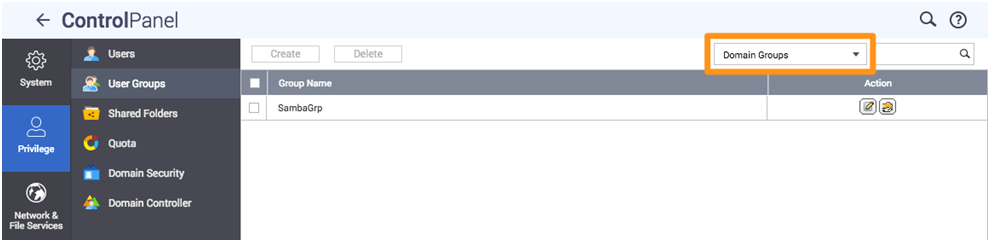 ControlPanel
System
Privilege
Network &
File Services
Users
User Groups
Shared Folders
Quota
Domain Security
Domain Controller
Create
Delete
Domain Groups
Group Name
Action
SambaGrp